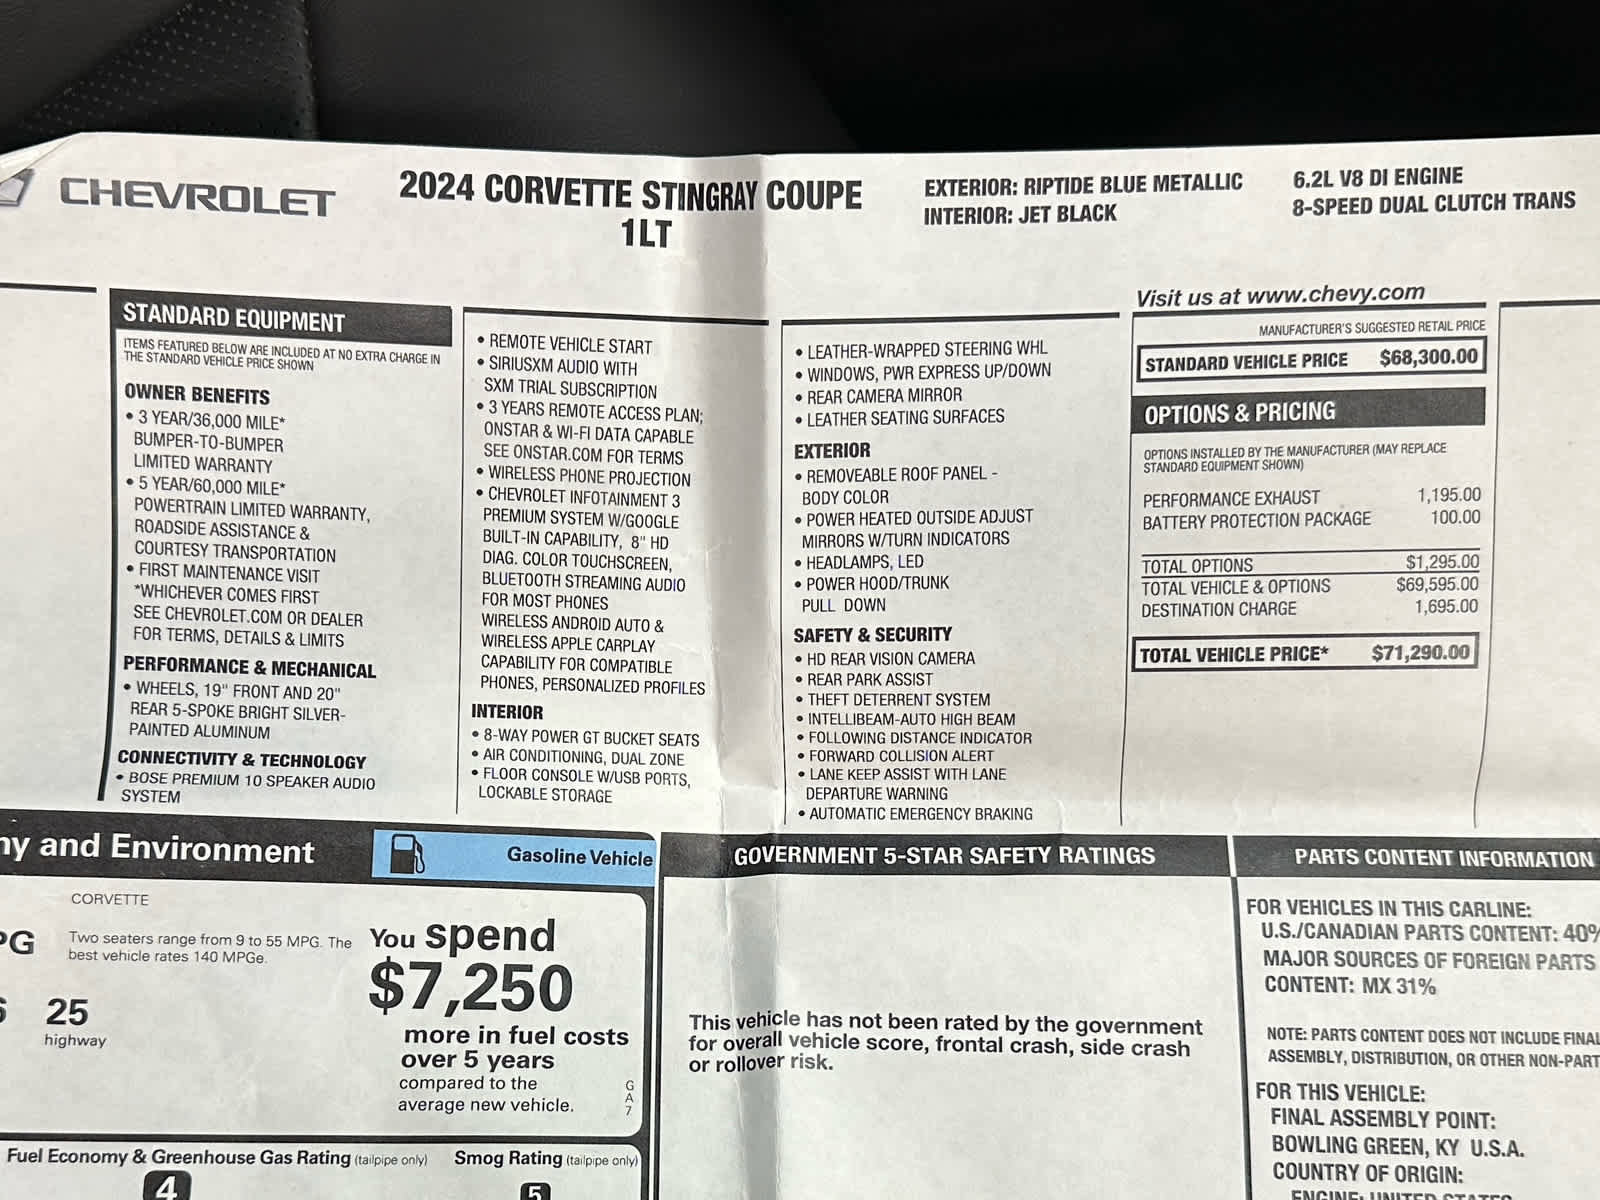 CHEVROLET
2024 CORVETTE STINGRAY COUPE
1LT
EXTERIOR: RIPTIDE BLUE METALLIC
INTERIOR: JET BLACK
6.2L V8 DI ENGINE
8-SPEED DUAL CLUTCH TRANS
STANDARD EQUIPMENT
ITEMS FEATURED BELOW ARE INCLUDED AT NO EXTRA CHARGE IN
THE STANDARD VEHICLE PRICE SHOWN
OWNER BENEFITS
• 3 YEAR/36,000 MILE*
BUMPER-TO-BUMPER
LIMITED WARRANTY
• 5 YEAR/60,000 MILE*
POWERTRAIN LIMITED WARRANTY,
ROADSIDE ASSISTANCE &
COURTESY TRANSPORTATION
• FIRST MAINTENANCE VISIT
*WHICHEVER COMES FIRST
SEE CHEVROLET.COM OR DEALER
FOR TERMS, DETAILS & LIMITS
PERFORMANCE & MECHANICAL
• WHEELS, 19" FRONT AND 20"
REAR 5-SPOKE BRIGHT SILVER-
PAINTED ALUMINUM
CONNECTIVITY & TECHNOLOGY
• BOSE PREMIUM 10 SPEAKER AUDIO
SYSTEM
• REMOTE VEHICLE START
• SIRIUSXM AUDIO WITH
SXM TRIAL SUBSCRIPTION
• 3 YEARS REMOTE ACCESS PLAN;
ONSTAR & WI-FI DATA CAPABLE
SEE ONSTAR.COM FOR TERMS
• WIRELESS PHONE PROJECTION
• CHEVROLET INFOTAINMENT 3
PREMIUM SYSTEM W/GOOGLE
BUILT-IN CAPABILITY, 8" HD
DIAG. COLOR TOUCHSCREEN,
BLUETOOTH STREAMING AUDIO
FOR MOST PHONES
WIRELESS ANDROID AUTO &
WIRELESS APPLE CARPLAY
CAPABILITY FOR COMPATIBLE
PHONES, PERSONALIZED PROFILES
INTERIOR
• 8-WAY POWER GT BUCKET SEATS
• AIR CONDITIONING, DUAL ZONE
• FLOOR CONSOLE W/USB PORTS,
LOCKABLE STORAGE
• LEATHER-WRAPPED STEERING WHL
• WINDOWS, PWR EXPRESS UP/DOWN
• REAR CAMERA MIRROR
• LEATHER SEATING SURFACES
EXTERIOR
• REMOVEABLE ROOF PANEL -
BODY COLOR
• POWER HEATED OUTSIDE ADJUST
MIRRORS W/TURN INDICATORS
• HEADLAMPS, LED
• POWER HOOD/TRUNK
PULL DOWN
SAFETY & SECURITY
• HD REAR VISION CAMERA
• REAR PARK ASSIST
• THEFT DETERRENT SYSTEM
• INTELLIBEAM-AUTO HIGH BEAM
• FOLLOWING DISTANCE INDICATOR
• FORWARD COLLISION ALERT
• LANE KEEP ASSIST WITH LANE
DEPARTURE WARNING
• AUTOMATIC EMERGENCY BRAKING
Visit us at www.chevy.com
MANUFACTURER'S SUGGESTED RETAIL PRICE
STANDARD VEHICLE PRICE $68,300.00
OPTIONS & PRICING
OPTIONS INSTALLED BY THE MANUFACTURER (MAY REPLACE
STANDARD EQUIPMENT SHOWN)
PERFORMANCE EXHAUST 1,195.00
BATTERY PROTECTION PACKAGE 100.00
TOTAL OPTIONS $1,295.00
TOTAL VEHICLE & OPTIONS $69,595.00
DESTINATION CHARGE 1,695.00
TOTAL VEHICLE PRICE* $71,290.00
ny and Environment
Gasoline Vehicle
CORVETTE
PG
Two seaters range from 9 to 55 MPG. The
best vehicle rates 140 MPGe.
25
highway
You spend
$7,250
more in fuel costs
over 5 years
compared to the
average new vehicle.
G
A
7
Fuel Economy & Greenhouse Gas Rating (tailpipe only)
4
Smog Rating (tailpipe only)
5
GOVERNMENT 5-STAR SAFETY RATINGS
This vehicle has not been rated by the government
for overall vehicle score, frontal crash, side crash
or rollover risk.
PARTS CONTENT INFORMATION
FOR VEHICLES IN THIS CARLINE:
U.S./CANADIAN PARTS CONTENT: 40%
MAJOR SOURCES OF FOREIGN PARTS
CONTENT: MX 31%
NOTE: PARTS CONTENT DOES NOT INCLUDE FINAL
ASSEMBLY, DISTRIBUTION, OR OTHER NON-PART
FOR THIS VEHICLE:
FINAL ASSEMBLY POINT:
BOWLING GREEN, KY U.S.A.
COUNTRY OF ORIGIN:
ENGINE: UNITED STATES